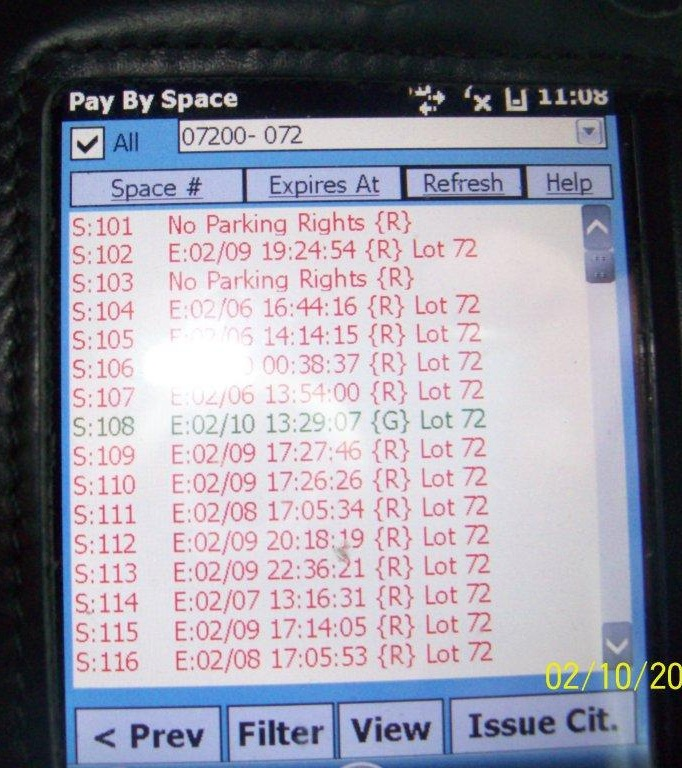 Pay By Space 11:08
All 07200- 072
Space # Expires At Refresh Help
S:101 No Parking Rights {R}
S:102 E:02/09 19:24:54 {R} Lot 72
S:103 No Parking Rights {R}
S:104 E:02/06 16:44:16 {R} Lot 72
S:105 E:02/06 14:14:15 {R} Lot 72
S:106 00:38:37 {R} Lot 72
S:107 E:02/06 13:54:00 {R} Lot 72
S:108 E:02/10 13:29:07 {G} Lot 72
S:109 E:02/09 17:27:46 {R} Lot 72
S:110 E:02/09 17:26:26 {R} Lot 72
S:111 E:02/08 17:05:34 {R} Lot 72
S:112 E:02/09 20:18:19 {R} Lot 72
S:113 E:02/09 22:36:21 {R} Lot 72
S:114 E:02/07 13:16:31 {R} Lot 72
S:115 E:02/09 17:14:05 {R} Lot 72
S:116 E:02/08 17:05:53 {R} Lot 72
02/10/20
< Prev Filter View Issue Cit.